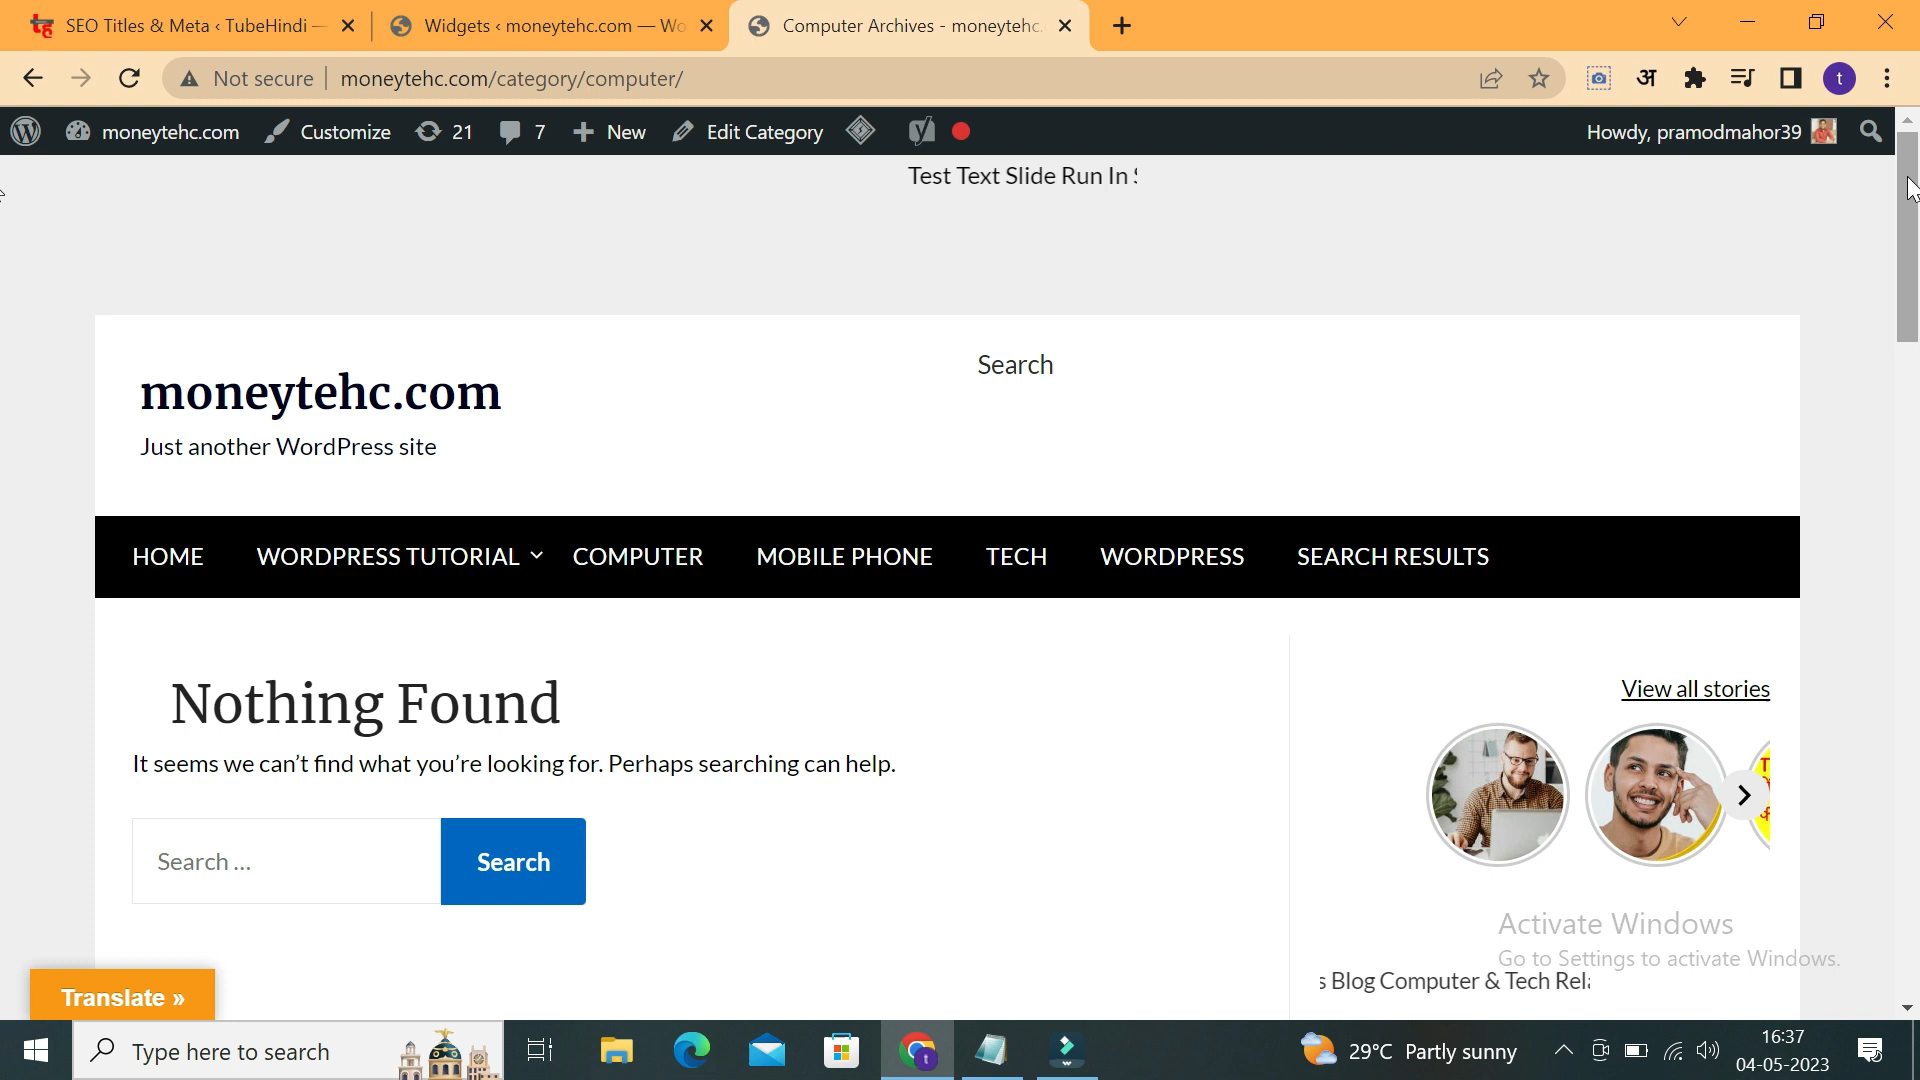 SEO Titles & Meta ‹ TubeHindi —
Widgets ‹ moneytehc.com — Wo
Computer Archives - moneytehc.
Not secure
moneytehc.com/category/computer/
अ
t
moneytehc.com
Customize
21
7
New
Edit Category
Howdy, pramodmahor39
Test Text Slide Run In
moneytehc.com
Just another WordPress site
Search
HOME
WORDPRESS TUTORIAL
COMPUTER
MOBILE PHONE
TECH
WORDPRESS
SEARCH RESULTS
Nothing Found
It seems we can’t find what you’re looking for. Perhaps searching can help.
Search …
Search
View all stories
s Blog Computer & Tech Rela
Activate Windows
Go to Settings to activate Windows.
Translate »
Type here to search
29°C Partly sunny
16:37
04-05-2023